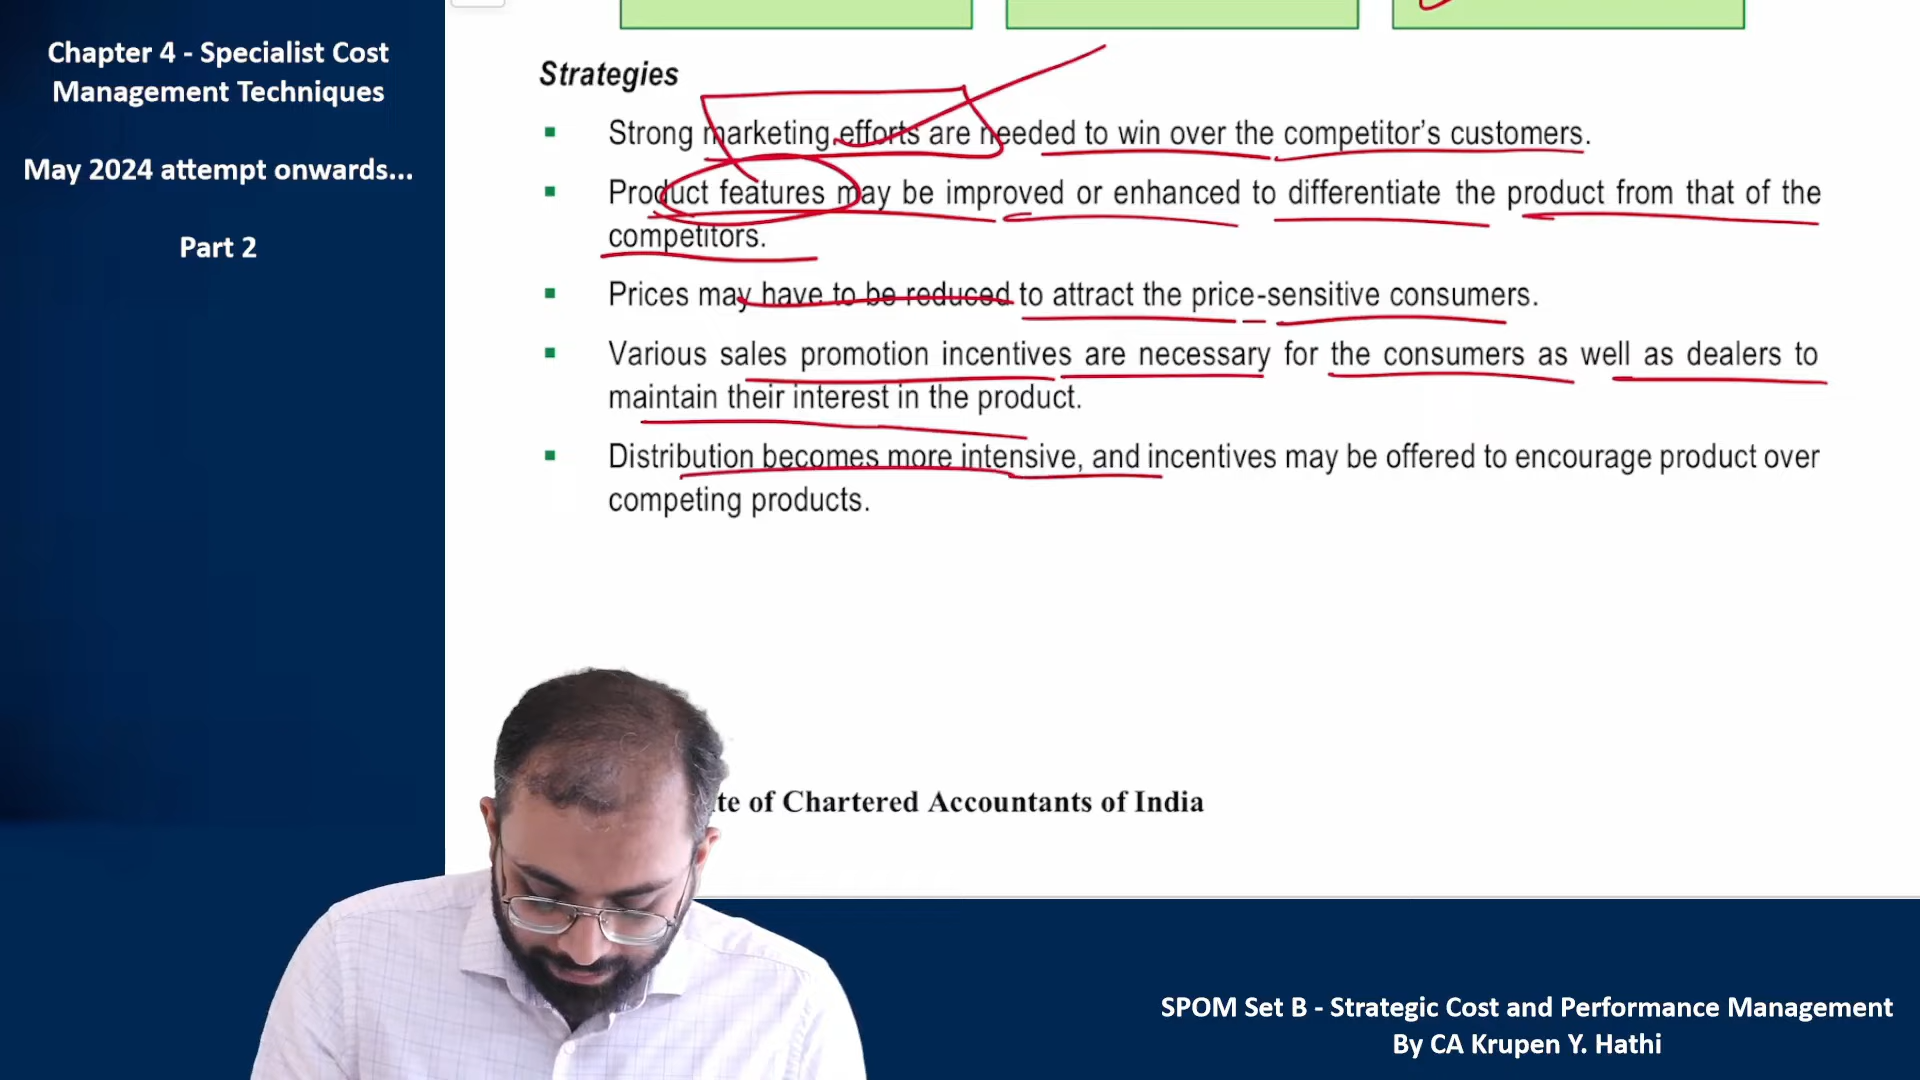 Chapter 4 - Specialist Cost
Management Techniques
May 2024 attempt onwards...
Part 2
Strategies
Strong marketing efforts are needed to win over the competitor's customers.
Product features may be improved or enhanced to differentiate the product from that of the
competitors.
Prices may have to be reduced to attract the price-sensitive consumers.
Various sales promotion incentives are necessary for the consumers as well as dealers to
maintain their interest in the product.
Distribution becomes more intensive, and incentives may be offered to encourage product over
competing products.
of Chartered Accountants of India
SPOM Set B - Strategic Cost and Performance Management
By CA Krupen Y. Hathi